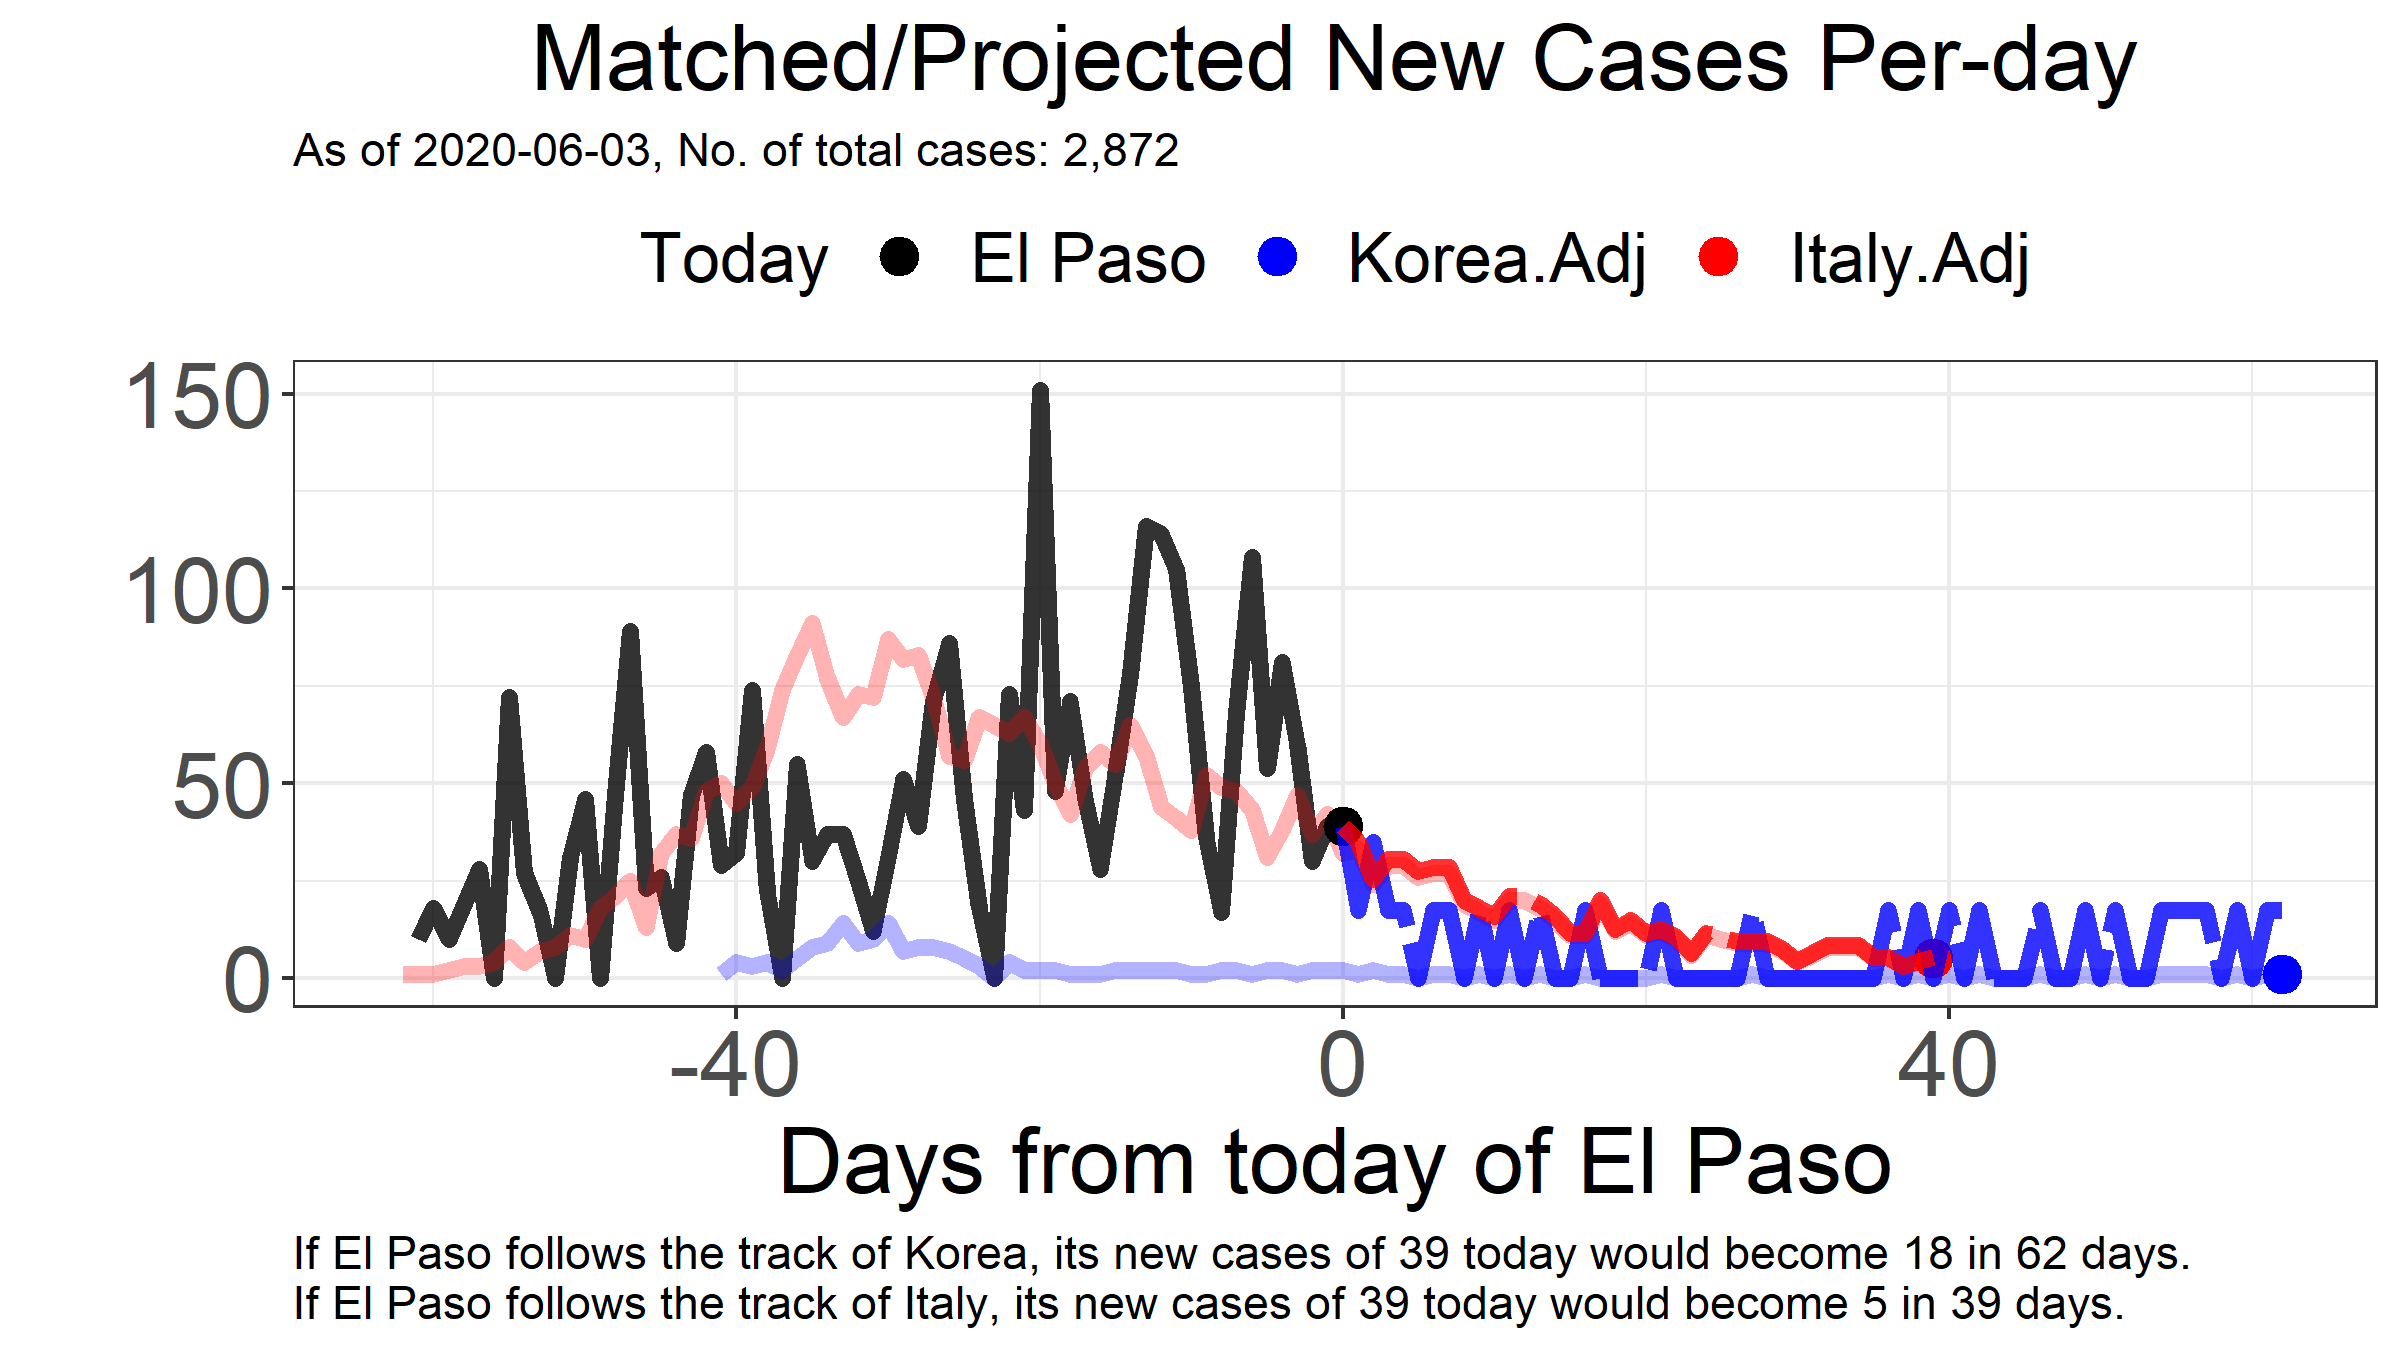 Matched/Projected New Cases Per-day
As of 2020-06-03, No. of total cases: 2,872
Today El Paso Korea.Adj Italy.Adj
150
100
50
0
-40 0 40
Days from today of El Paso
If El Paso follows the track of Korea, its new cases of 39 today would become 18 in 62 days.
If El Paso follows the track of Italy, its new cases of 39 today would become 5 in 39 days.